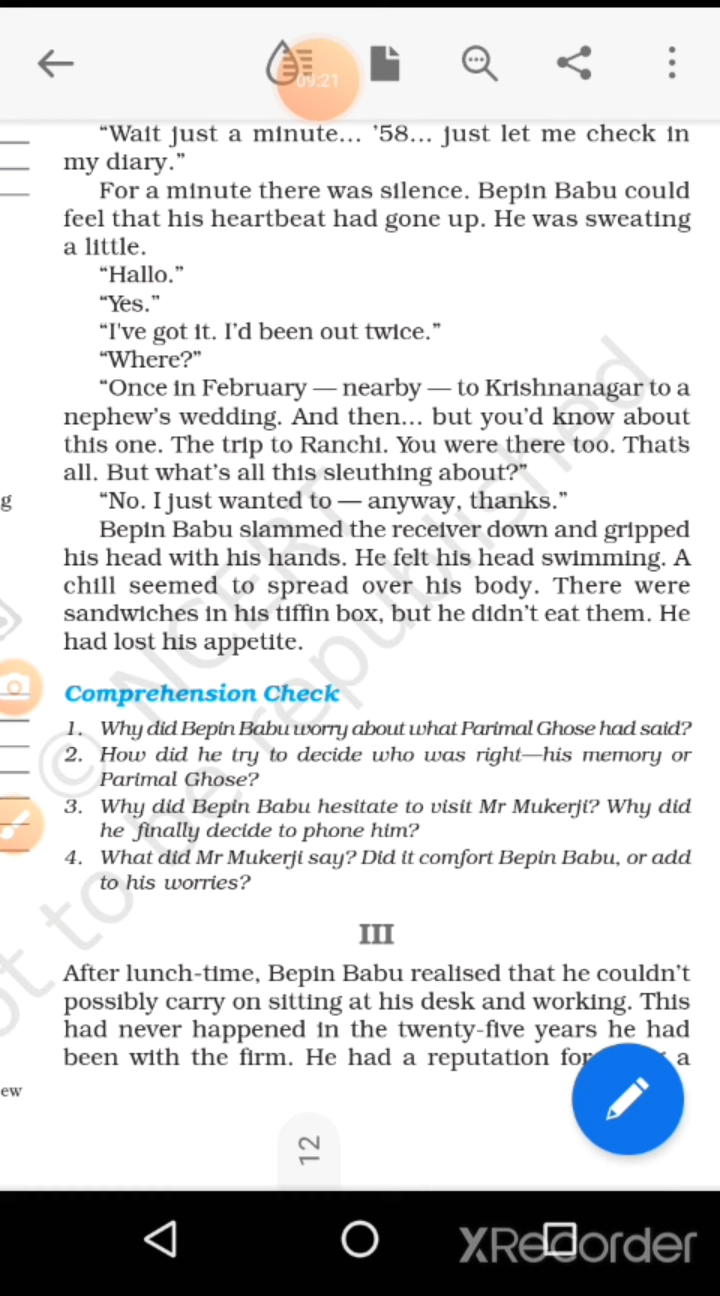 09:21
“Wait just a minute... ’58... just let me check in
my diary.”
For a minute there was silence. Bepin Babu could
feel that his heartbeat had gone up. He was sweating
a little.
“Hallo.”
“Yes.”
“I've got it. I’d been out twice.”
“Where?”
“Once in February — nearby — to Krishnanagar to a
nephew’s wedding. And then... but you’d know about
this one. The trip to Ranchi. You were there too. That’s
all. But what’s all this sleuthing about?”
“No. I just wanted to — anyway, thanks.”
Bepin Babu slammed the receiver down and gripped
his head with his hands. He felt his head swimming. A
chill seemed to spread over his body. There were
sandwiches in his tiffin box, but he didn’t eat them. He
had lost his appetite.
Comprehension Check
1. Why did Bepin Babu worry about what Parimal Ghose had said?
2. How did he try to decide who was right—his memory or
Parimal Ghose?
3. Why did Bepin Babu hesitate to visit Mr Mukerji? Why did
he finally decide to phone him?
4. What did Mr Mukerji say? Did it comfort Bepin Babu, or add
to his worries?
III
After lunch-time, Bepin Babu realised that he couldn’t
possibly carry on sitting at his desk and working. This
had never happened in the twenty-five years he had
been with the firm. He had a reputation for a
g
ew
12
© NCERT
not to be republished
XRecorder